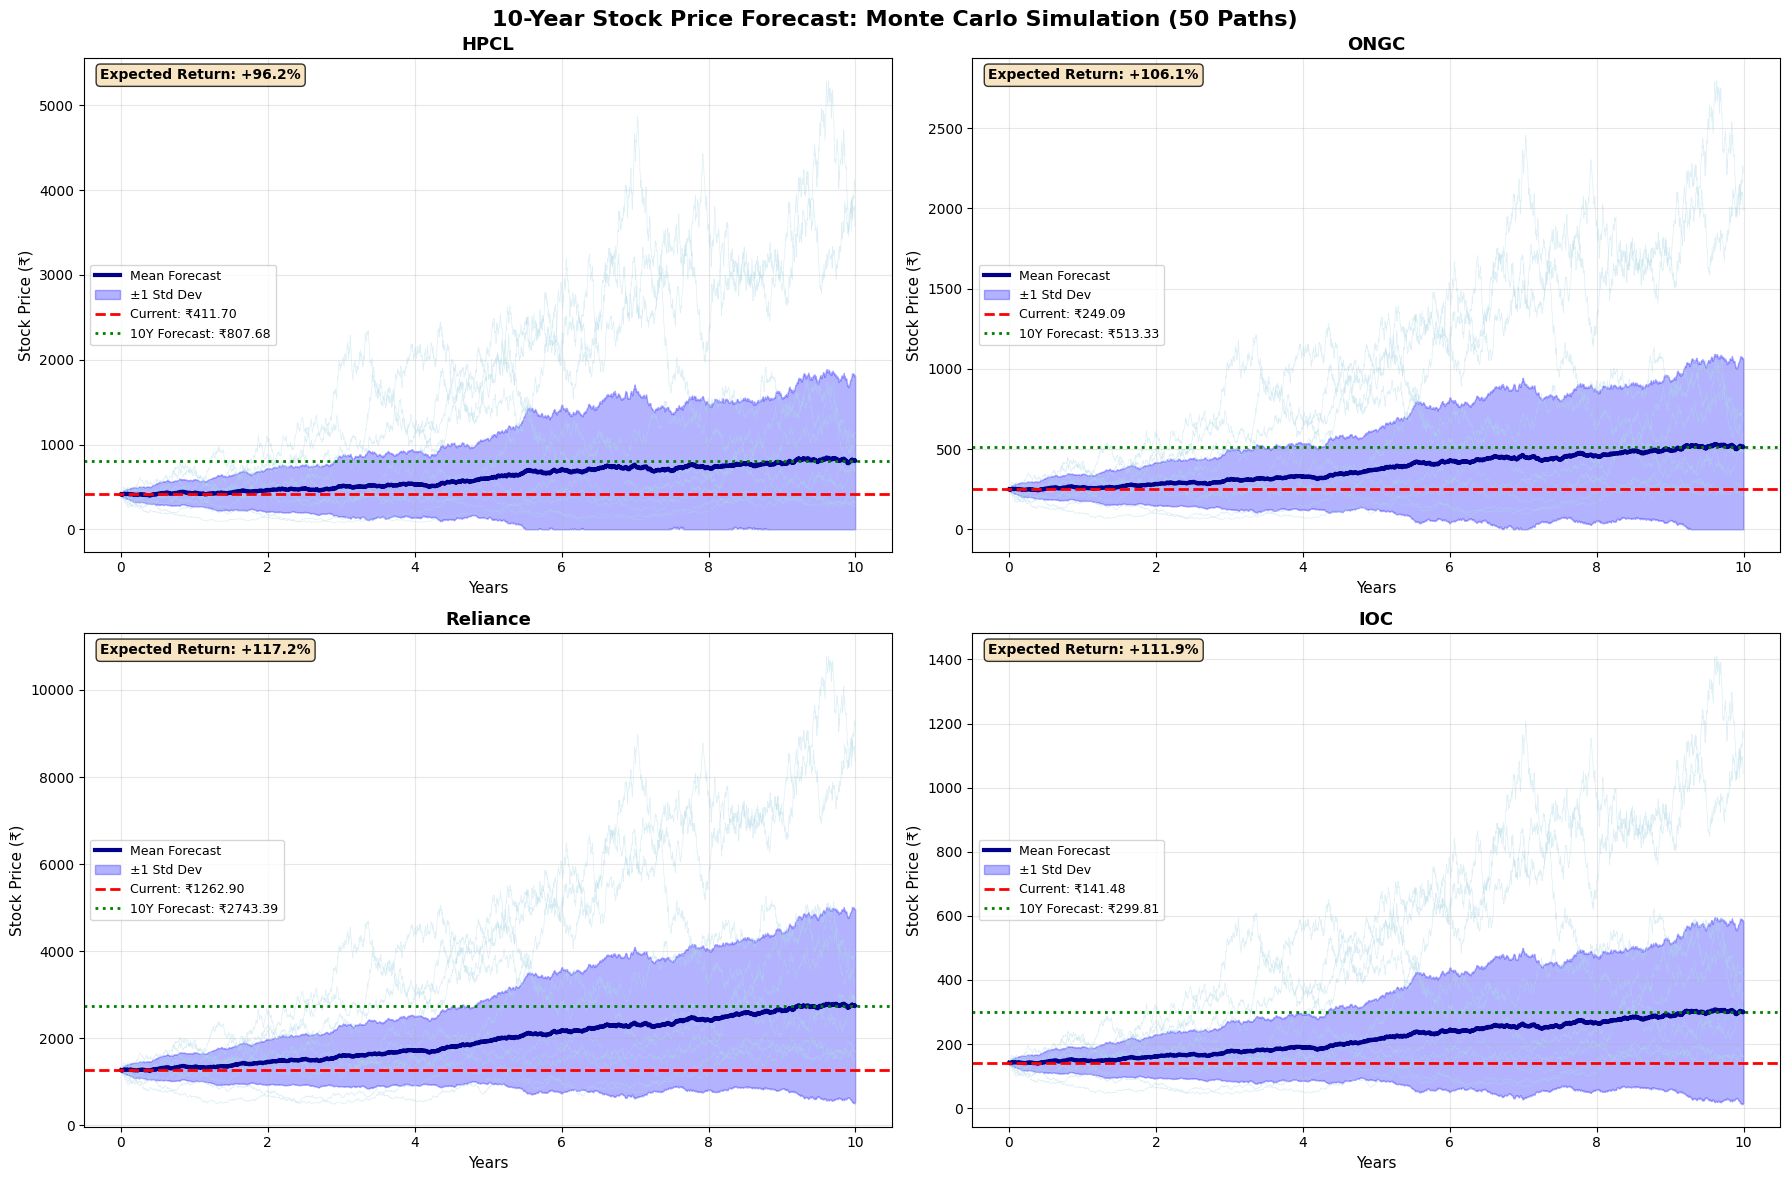 10-Year Stock Price Forecast: Monte Carlo Simulation (50 Paths)
HPCL
Expected Return: +96.2%
5000
4000
3000
2000
1000
0
Stock Price (₹)
Mean Forecast
±1 Std Dev
Current: ₹411.70
10Y Forecast: ₹807.68
0 2 4 6 8 10
Years
ONGC
Expected Return: +106.1%
2500
2000
1500
1000
500
0
Stock Price (₹)
Mean Forecast
±1 Std Dev
Current: ₹249.09
10Y Forecast: ₹513.33
0 2 4 6 8 10
Years
Reliance
Expected Return: +117.2%
10000
8000
6000
4000
2000
0
Stock Price (₹)
Mean Forecast
±1 Std Dev
Current: ₹1262.90
10Y Forecast: ₹2743.39
0 2 4 6 8 10
Years
IOC
Expected Return: +111.9%
1400
1200
1000
800
600
400
200
0
Stock Price (₹)
Mean Forecast
±1 Std Dev
Current: ₹141.48
10Y Forecast: ₹299.81
0 2 4 6 8 10
Years